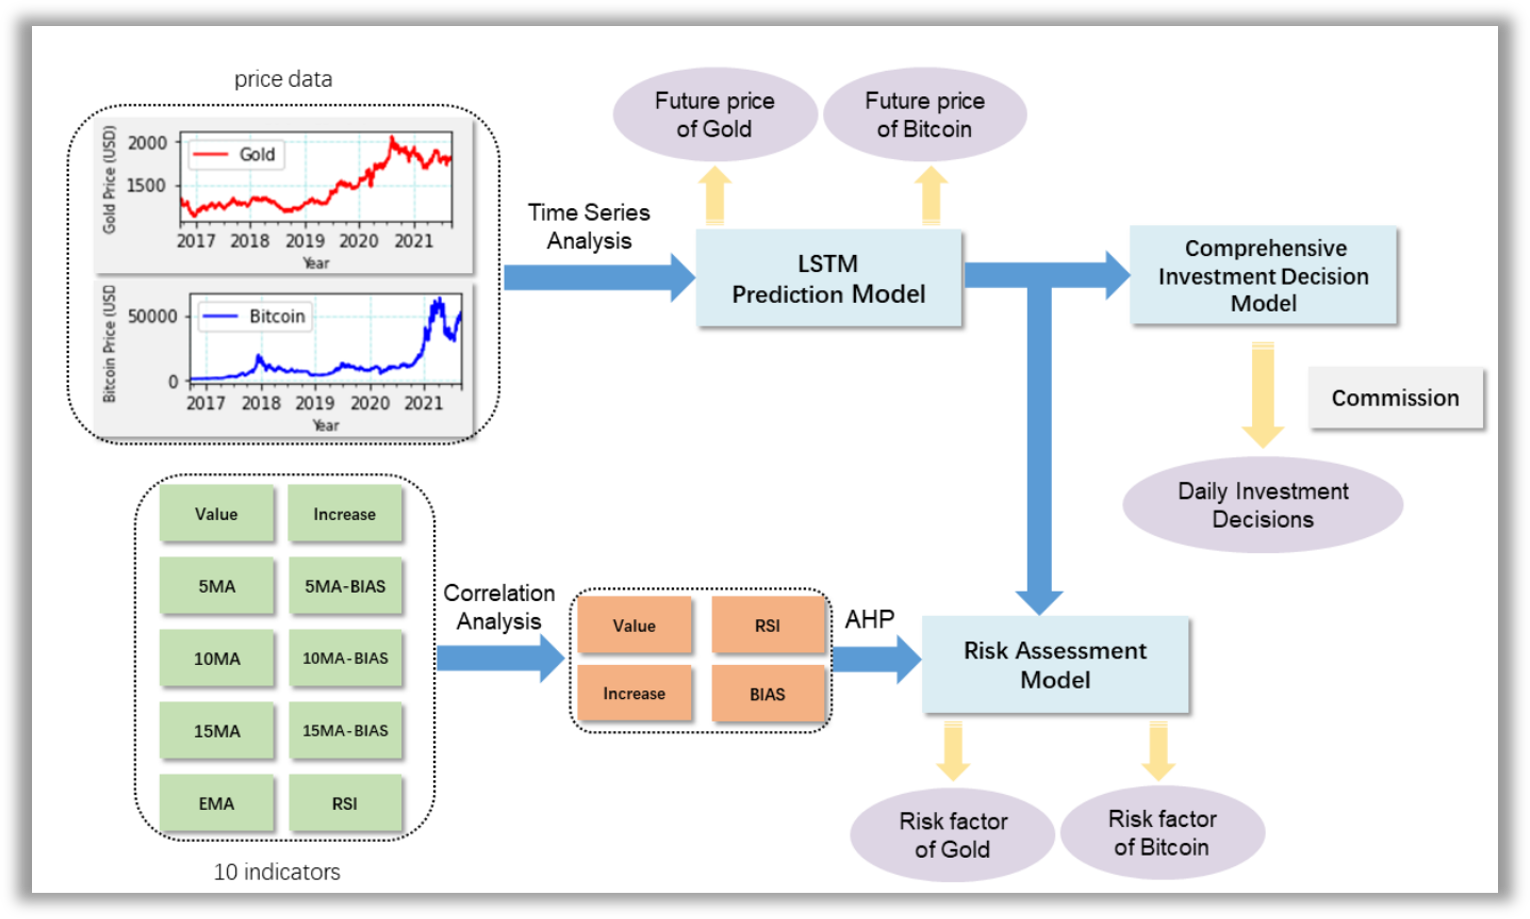 price data
Gold Price (USD)
2000
1500
Gold
2017 2018 2019 2020 2021
Year
Bitcoin Price (USD
50000
0
Bitcoin
2017 2018 2019 2020 2021
Year
Time Series
Analysis
Future price
of Gold
Future price
of Bitcoin
LSTM
Prediction Model
Comprehensive
Investment Decision
Model
Commission
Daily Investment
Decisions
Value
Increase
5MA
5MA-BIAS
10MA
10MA-BIAS
15MA
15MA-BIAS
EMA
RSI
10 indicators
Correlation
Analysis
Value
RSI
Increase
BIAS
AHP
Risk Assessment
Model
Risk factor
of Gold
Risk factor
of Bitcoin